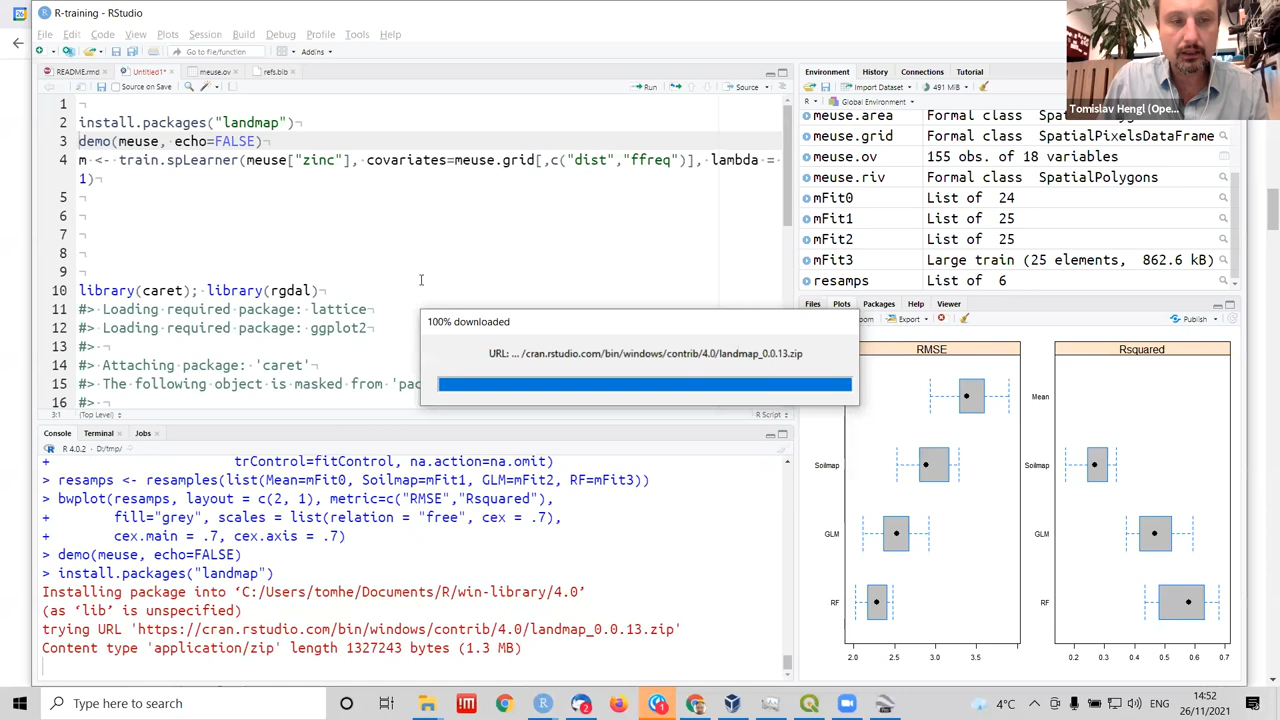 R-training - RStudio
File Edit Code View Plots Session Build Debug Profile Tools Help
Go to file/function Addins
README.rmd × Untitled1* × meuse.ov × refs.bib ×
Source on Save Run Source
1
2 install.packages("landmap")
3 demo(meuse, echo=FALSE)
4 m <- train.spLearner(meuse["zinc"], covariates=meuse.grid[,c("dist","ffreq")], lambda =
1)
5
6
7
8
9
10 library(caret); library(rgdal)
11 #> Loading required package: lattice
12 #> Loading required package: ggplot2
13 #>
14 #> Attaching package: 'caret'
15 #> The following object is masked from 'pac
16 #>
3:1 (Top Level) R Script
100% downloaded
URL: ... /cran.rstudio.com/bin/windows/contrib/4.0/landmap_0.0.13.zip
Console Terminal × Jobs ×
R 4.0.2 · D:/tmp/
+ trControl=fitControl, na.action=na.omit)
> resamps <- resamples(list(Mean=mFit0, Soilmap=mFit1, GLM=mFit2, RF=mFit3))
> bwplot(resamps, layout = c(2, 1), metric=c("RMSE","Rsquared"),
+ fill="grey", scales = list(relation = "free", cex = .7),
+ cex.main = .7, cex.axis = .7)
> demo(meuse, echo=FALSE)
> install.packages("landmap")
Installing package into ‘C:/Users/tomhe/Documents/R/win-library/4.0’
(as ‘lib’ is unspecified)
trying URL 'https://cran.rstudio.com/bin/windows/contrib/4.0/landmap_0.0.13.zip'
Content type 'application/zip' length 1327243 bytes (1.3 MB)
Environment History Connections Tutorial
Import Dataset 491 MiB
R Global Environment
meuse.area Formal class SpatialPolygons
meuse.grid Formal class SpatialPixelsDataFrame
meuse.ov 155 obs. of 18 variables
meuse.riv Formal class SpatialPolygons
mFit0 List of 24
mFit1 List of 25
mFit2 List of 25
mFit3 Large train (25 elements, 862.6 kB)
resamps List of 6
Files Plots Packages Help Viewer
oom Export Publish
RMSE Rsquared
Mean Soilmap GLM RF
2.0 2.5 3.0 3.5
Mean Soilmap GLM RF
0.2 0.3 0.4 0.5 0.6 0.7
Tomislav Hengl (Ope...
Type here to search
4°C ENG
14:52
26/11/2021